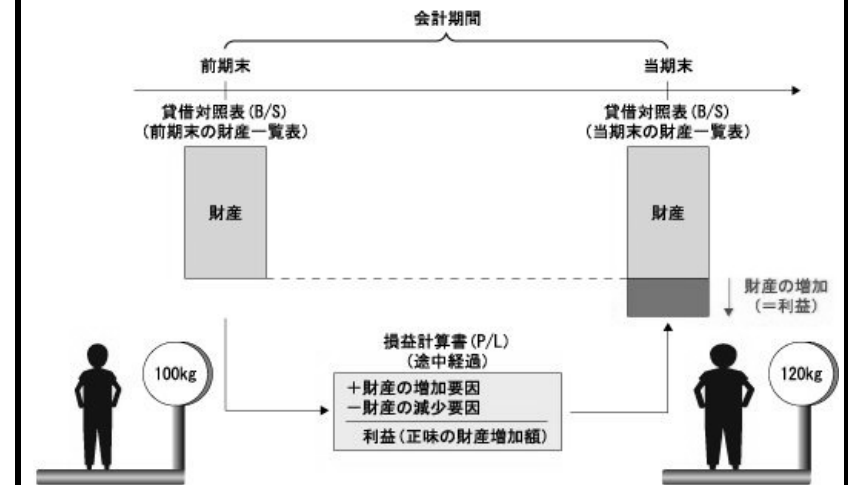 会計期間
前期末
当期末
貸借対照表(B/S)
(前期末の財産一覧表)
貸借対照表(B/S)
(当期末の財産一覧表)
財産
財産
財産の増加
(=利益)
損益計算書(P/L)
(途中経過)
+財産の増加要因
−財産の減少要因
利益(正味の財産増加額)
100kg
120kg